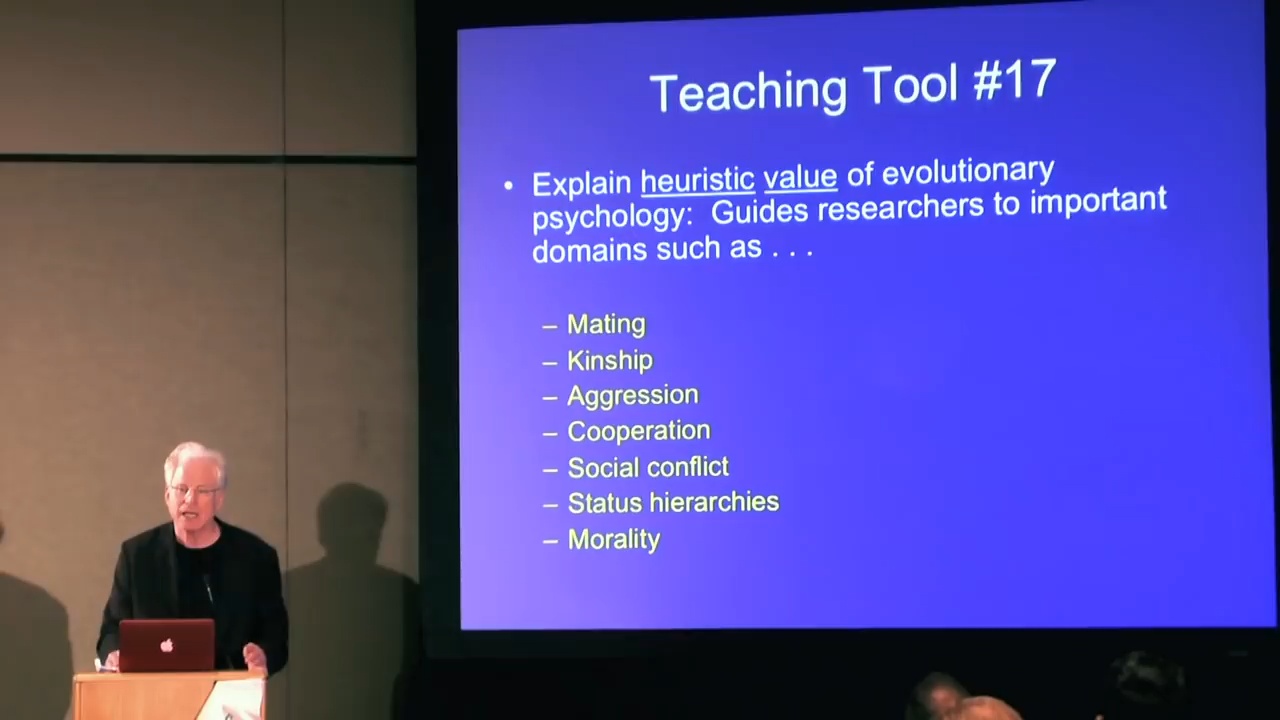 Teaching Tool #17
• Explain heuristic value of evolutionary
psychology: Guides researchers to important
domains such as . . .
– Mating
– Kinship
– Aggression
– Cooperation
– Social conflict
– Status hierarchies
– Morality